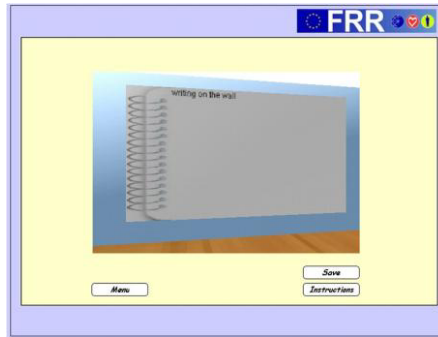 FRR
writing on the wall
Save
Menu
Instructions